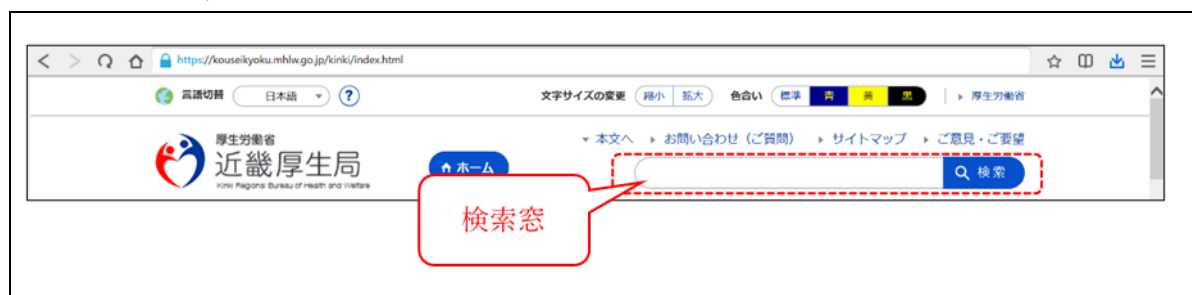 https://kouseikyoku.mhlw.go.jp/kinki/index.html
言語切替 日本語 ? 文字サイズの変更 縮小 拡大 色合い 標準 青 黄 黒 厚生労働省
本文へ お問い合わせ（ご質問） サイトマップ ご意見・ご要望
厚生労働省
近畿厚生局
Kinki Regional Bureau of Health and Welfare
ホーム
検索
検索窓